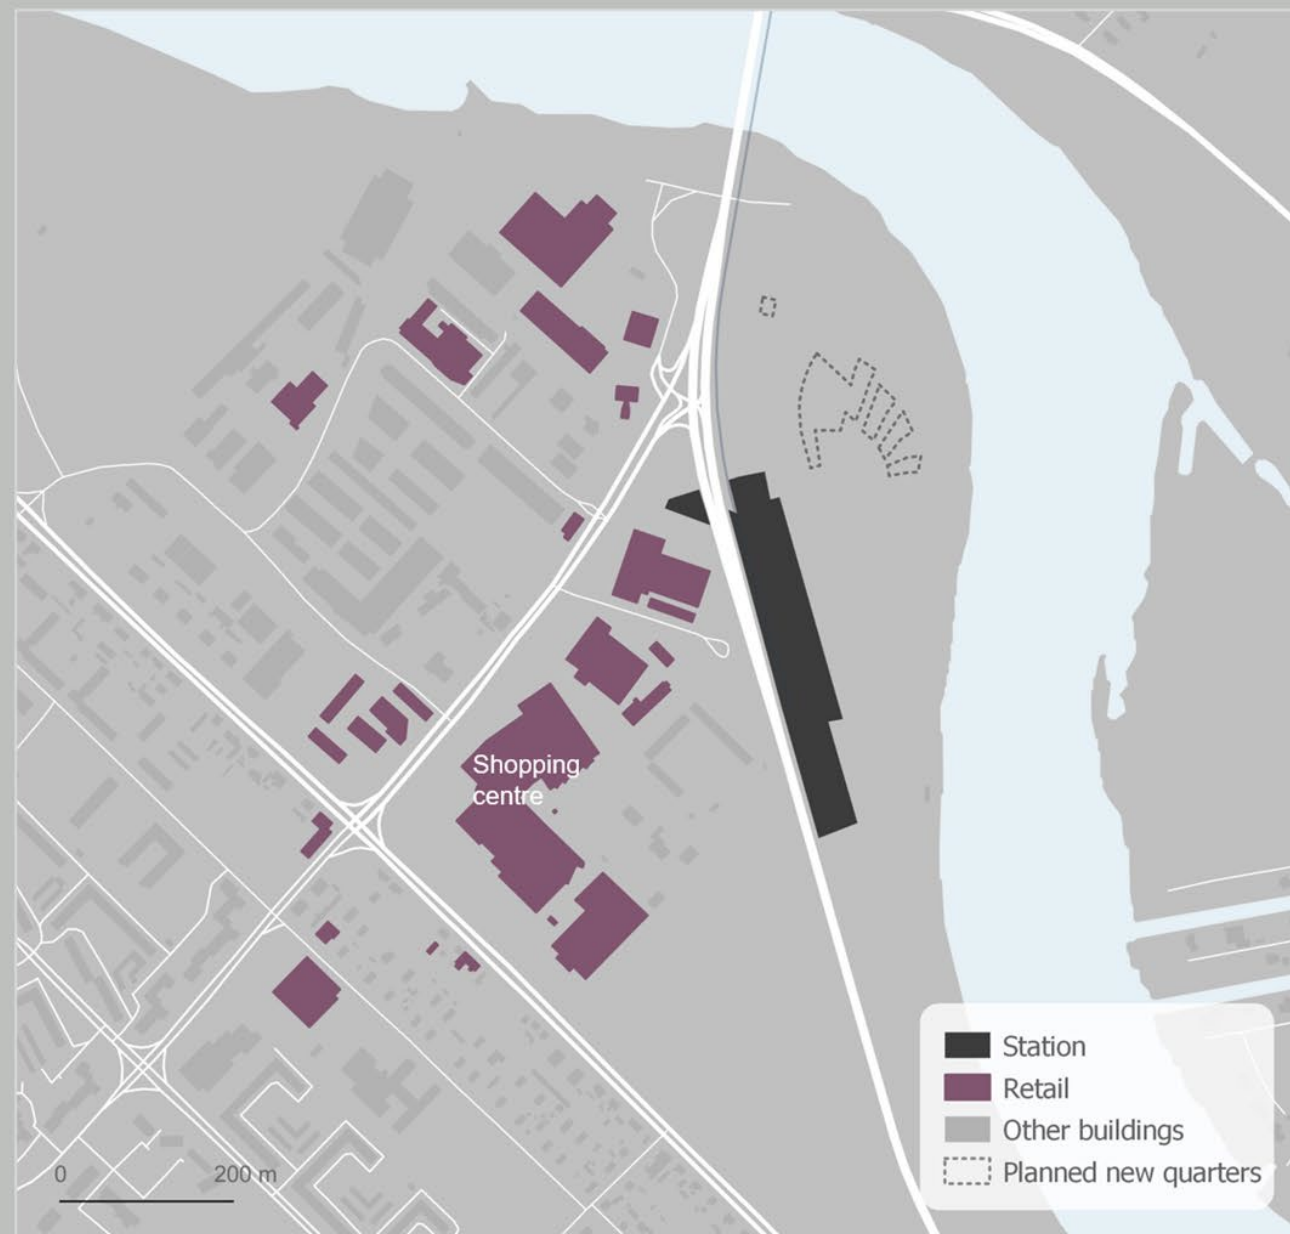 Shopping
centre
Station
Retail
Other buildings
Planned new quarters
0 200 m